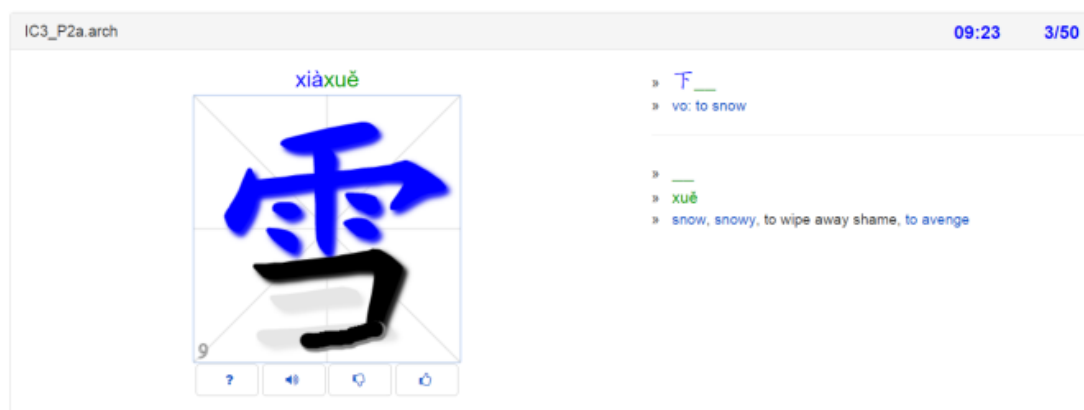 IC3_P2a.arch 09:23 3/50
xiàxuě
雪
9
?
» 下__
» vo: to snow
» __
» xuě
» snow, snowy, to wipe away shame, to avenge